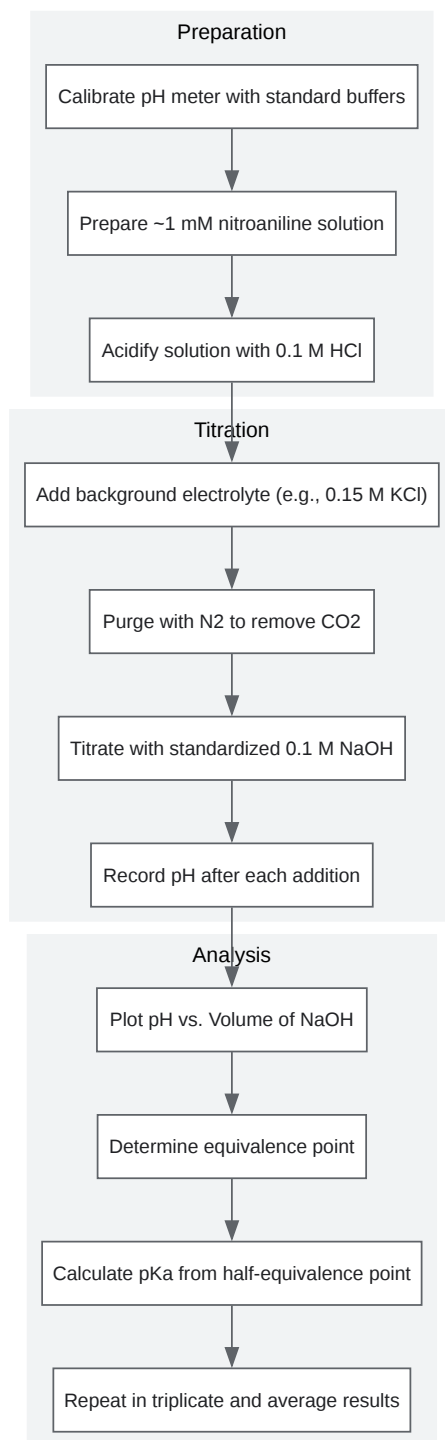 Preparation
Calibrate pH meter with standard buffers
Prepare ~1 mM nitroaniline solution
Acidify solution with 0.1 M HCl
Titration
Add background electrolyte (e.g., 0.15 M KCl)
Purge with N2 to remove CO2
Titrate with standardized 0.1 M NaOH
Record pH after each addition
Analysis
Plot pH vs. Volume of NaOH
Determine equivalence point
Calculate pKa from half-equivalence point
Repeat in triplicate and average results